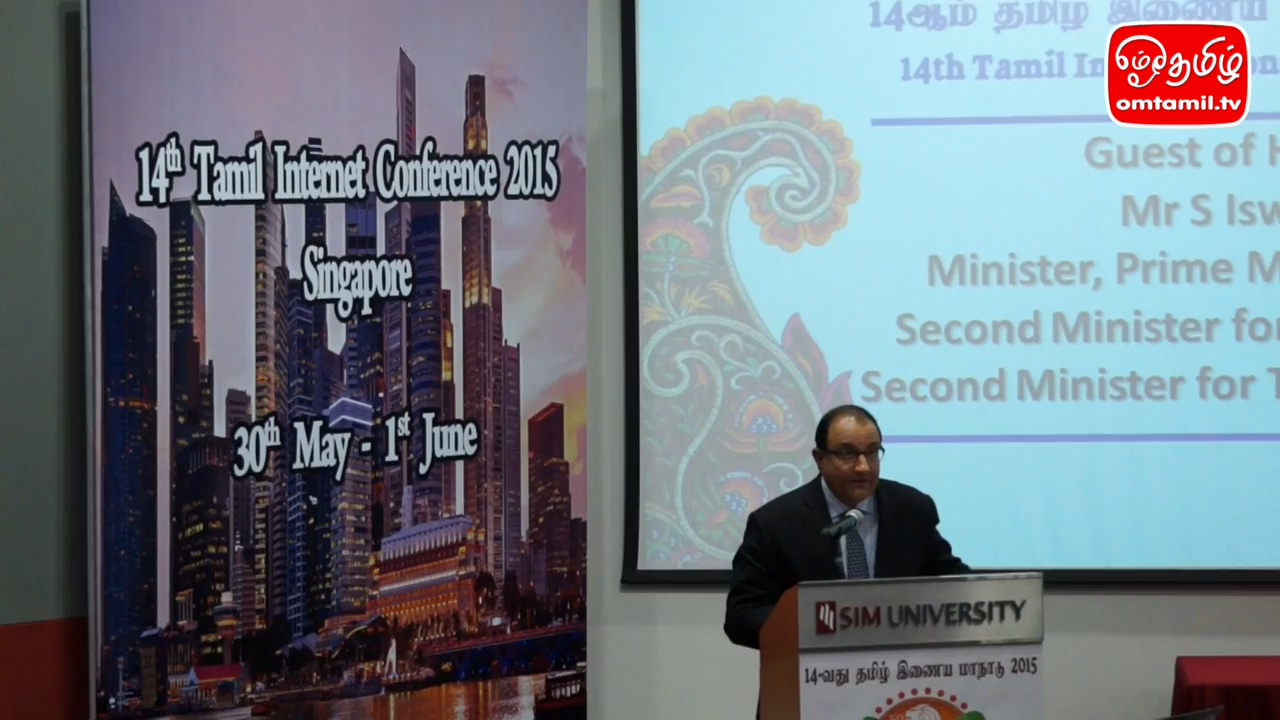 14th Tamil Internet Conference 2015
Singapore
30th May - 1st June
14ஆம் தமிழ் இணைய
14th Tamil In
Guest of H
Mr S Isw
Minister, Prime M
Second Minister for
Second Minister for T
ஓம்தமிழ்
omtamil.tv
SIM UNIVERSITY
14-வது தமிழ் இணைய மாநாடு 2015